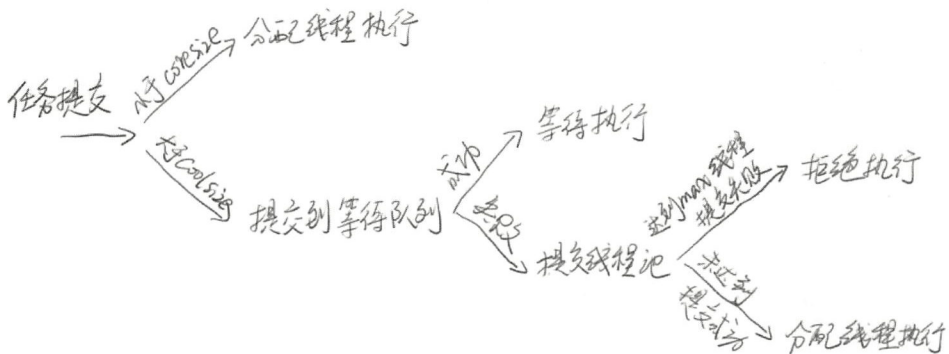 任务提交
小于coresize
分配线程执行
大于coolsize
提交到等待队列
成功
等待执行
失败
提交线程池
达到max线程
提交失败
拒绝执行
未达到
提交成功
分配线程执行